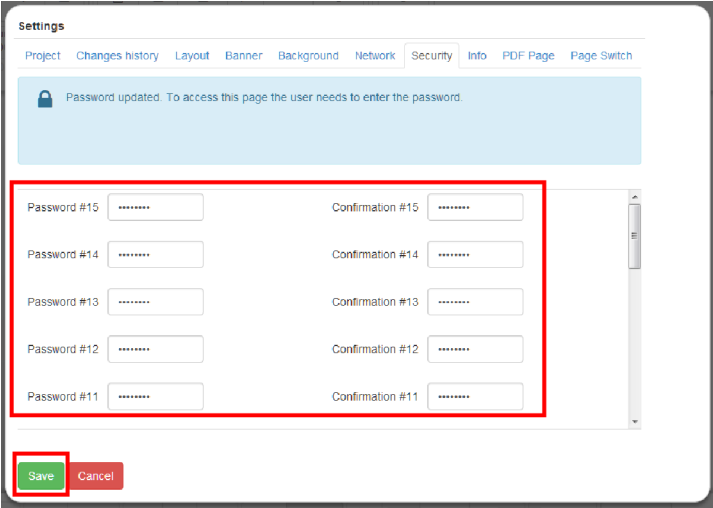 Settings
Project Changes history Layout Banner Background Network Security Info PDF Page Page Switch
Password updated. To access this page the user needs to enter the password.
Password #15 •••••••• Confirmation #15 ••••••••
Password #14 •••••••• Confirmation #14 ••••••••
Password #13 •••••••• Confirmation #13 ••••••••
Password #12 •••••••• Confirmation #12 ••••••••
Password #11 •••••••• Confirmation #11 ••••••••
Save Cancel